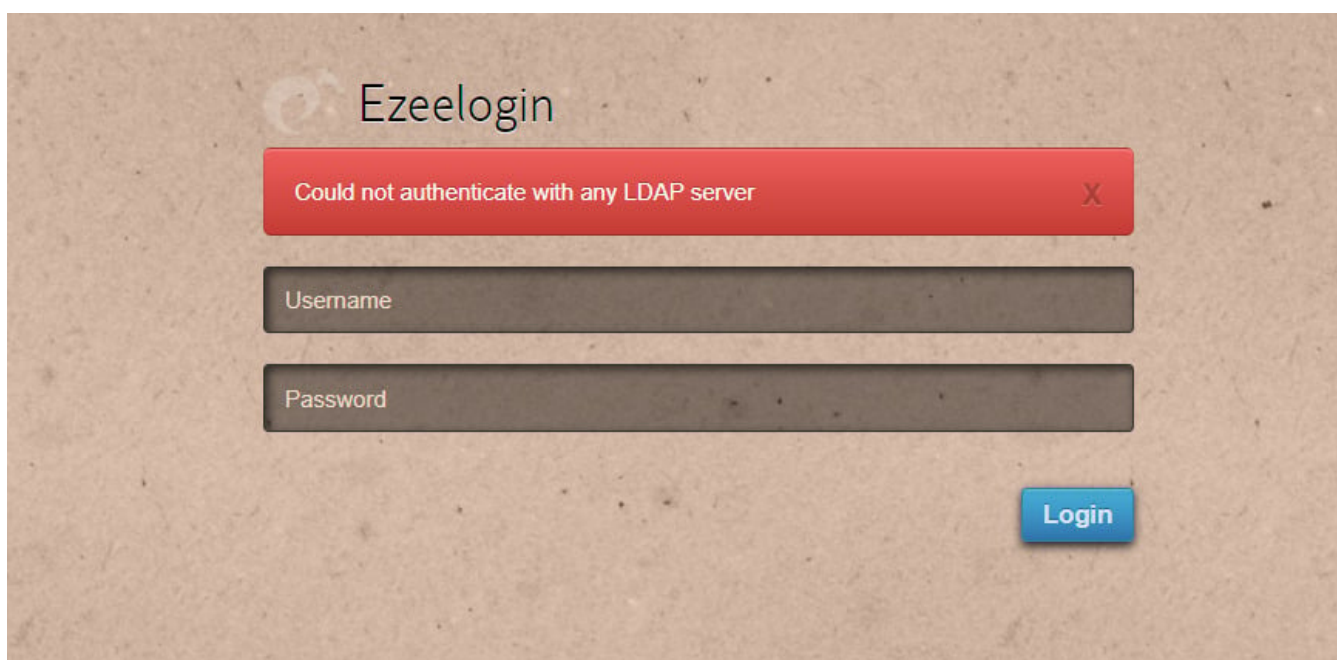 Ezeelogin
Could not authenticate with any LDAP server
X
Username
Password
Login